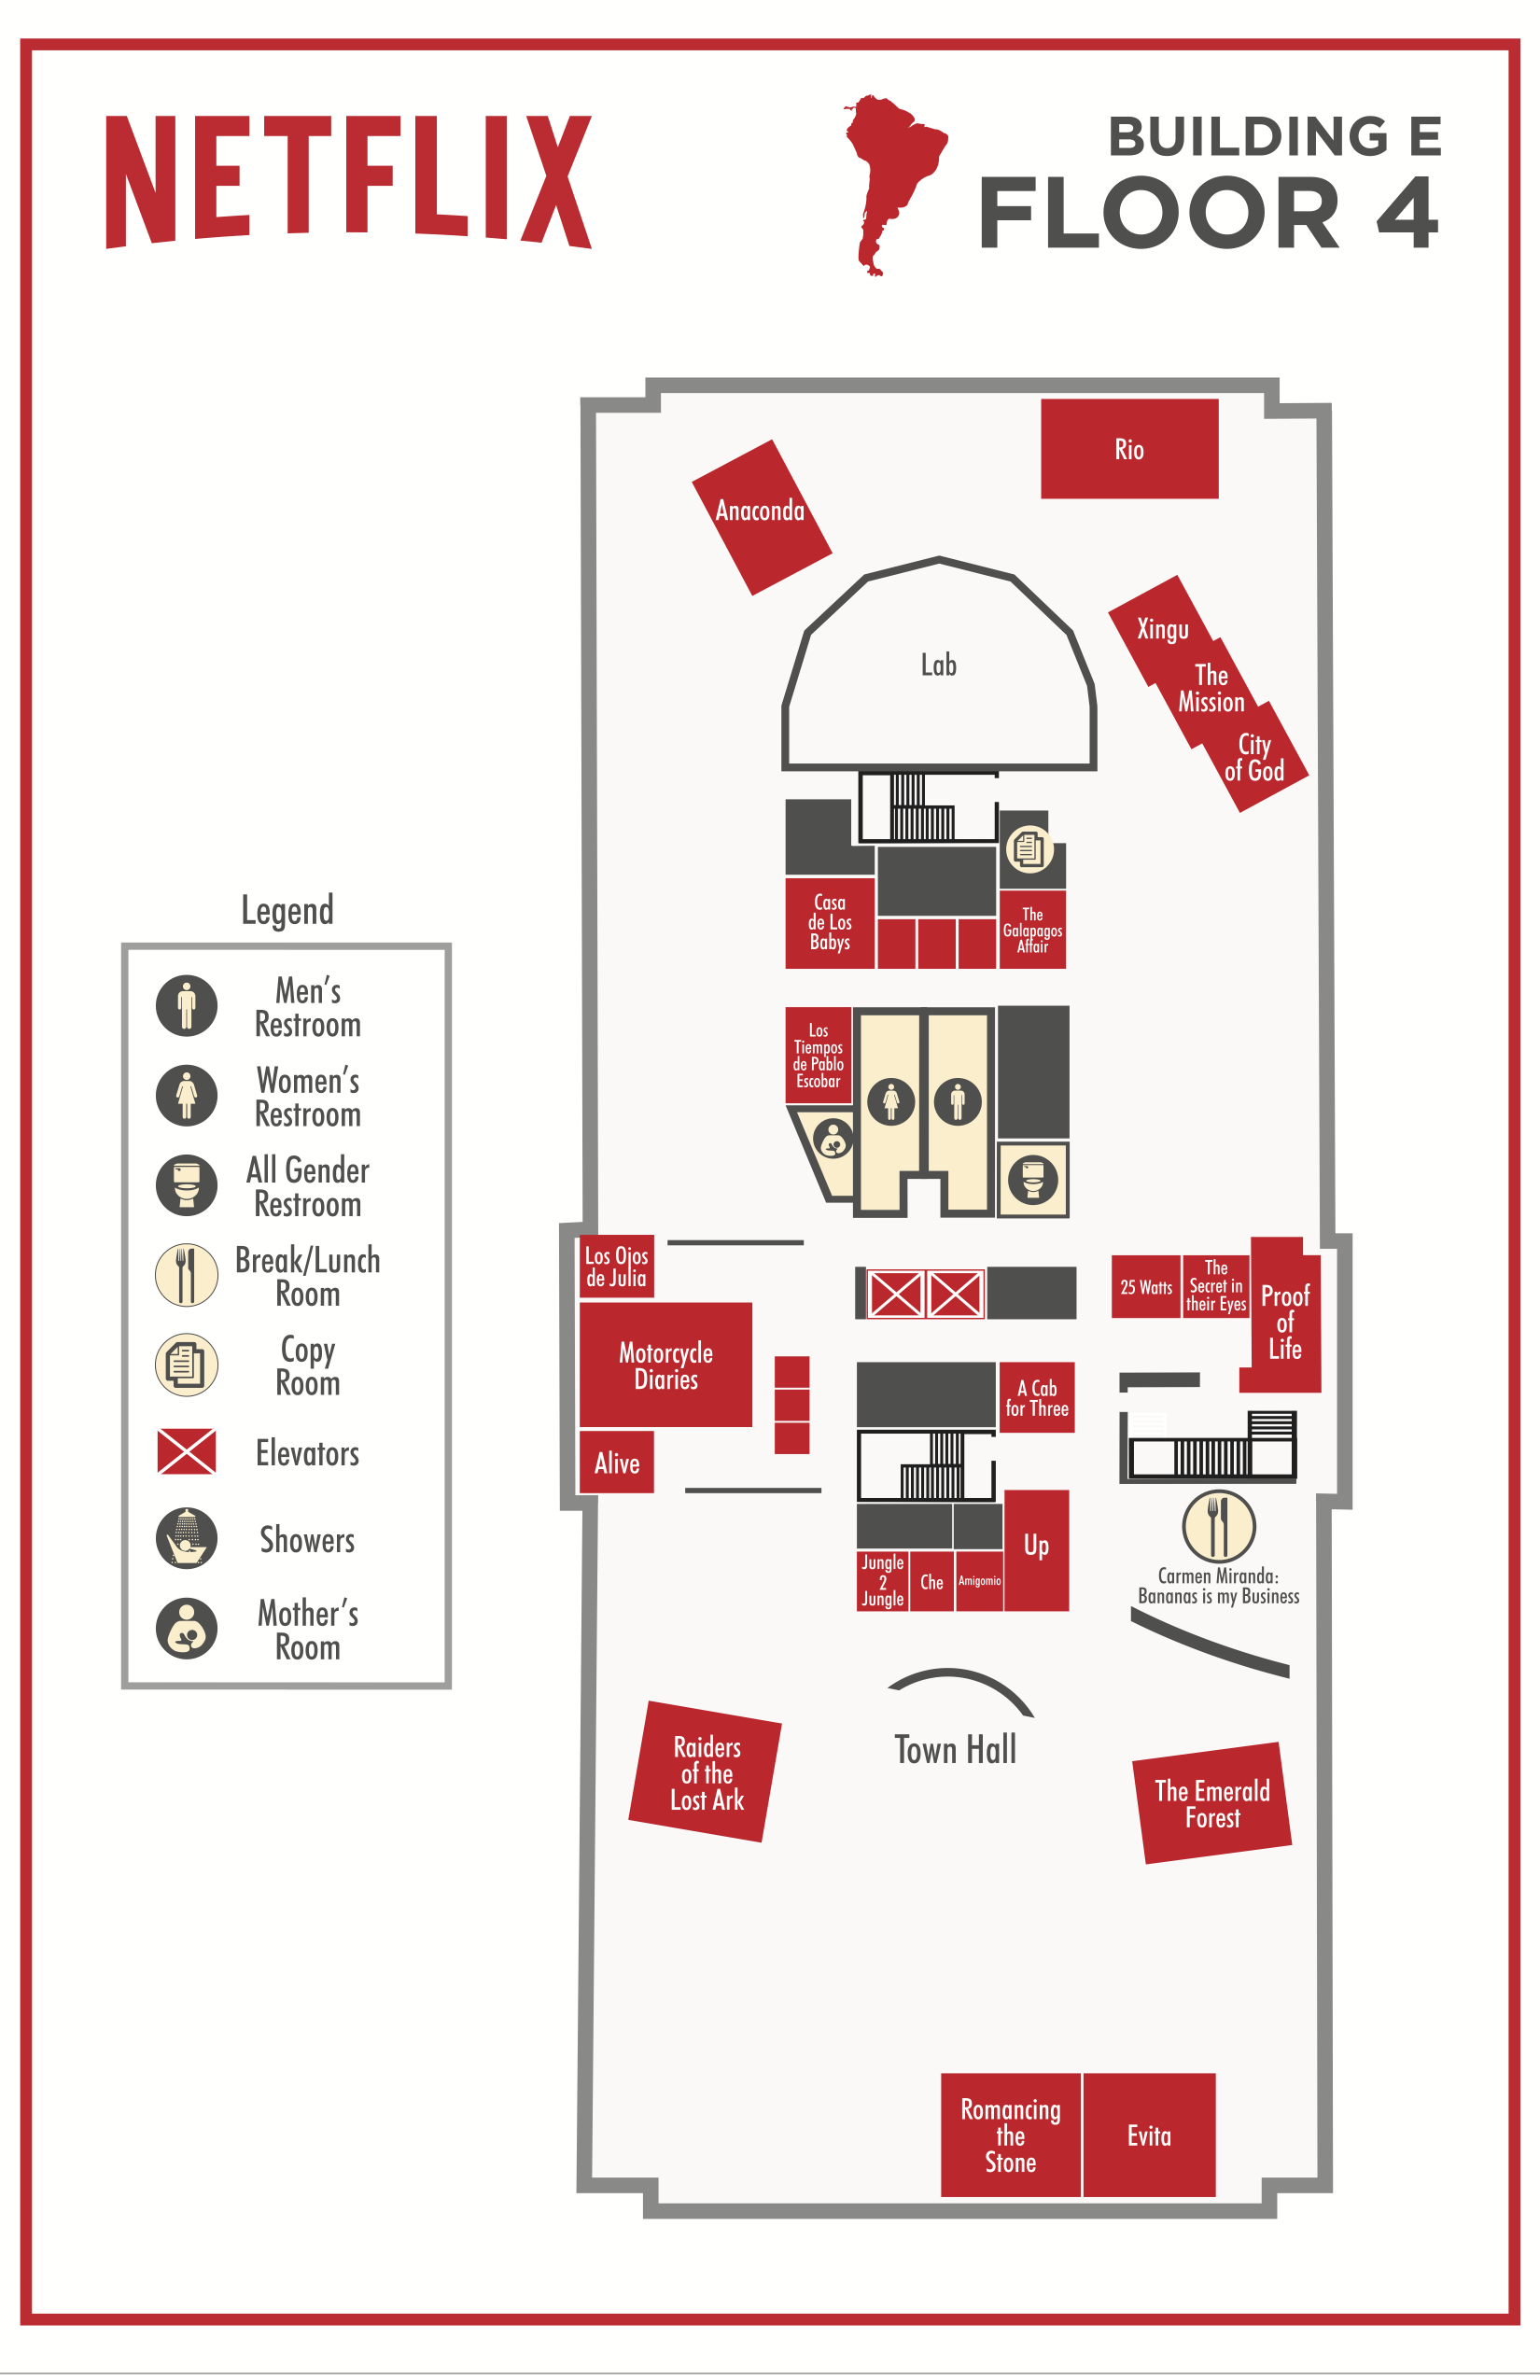 NETFLIX
BUILDING E
FLOOR 4
Rio
Anaconda
Xingu
Lab
The
Mission
City
of God
Casa
de Los
Babys
The
Galapagos
Affair
Legend
Men's
Restroom
Women's
Restroom
All Gender
Restroom
Break/Lunch
Room
Copy
Room
Elevators
Showers
Mother's
Room
Los
Tiempos
de Pablo
Escobar
Los Ojos
de Julia
25 Watts
The
Secret in
their Eyes
Proof
of
Life
Motorcycle
Diaries
A Cab
for Three
Alive
Up
Jungle
2
Jungle
Che
Amigomio
Carmen Miranda:
Bananas is my Business
Town Hall
Raiders
of the
Lost Ark
The Emerald
Forest
Romancing
the
Stone
Evita